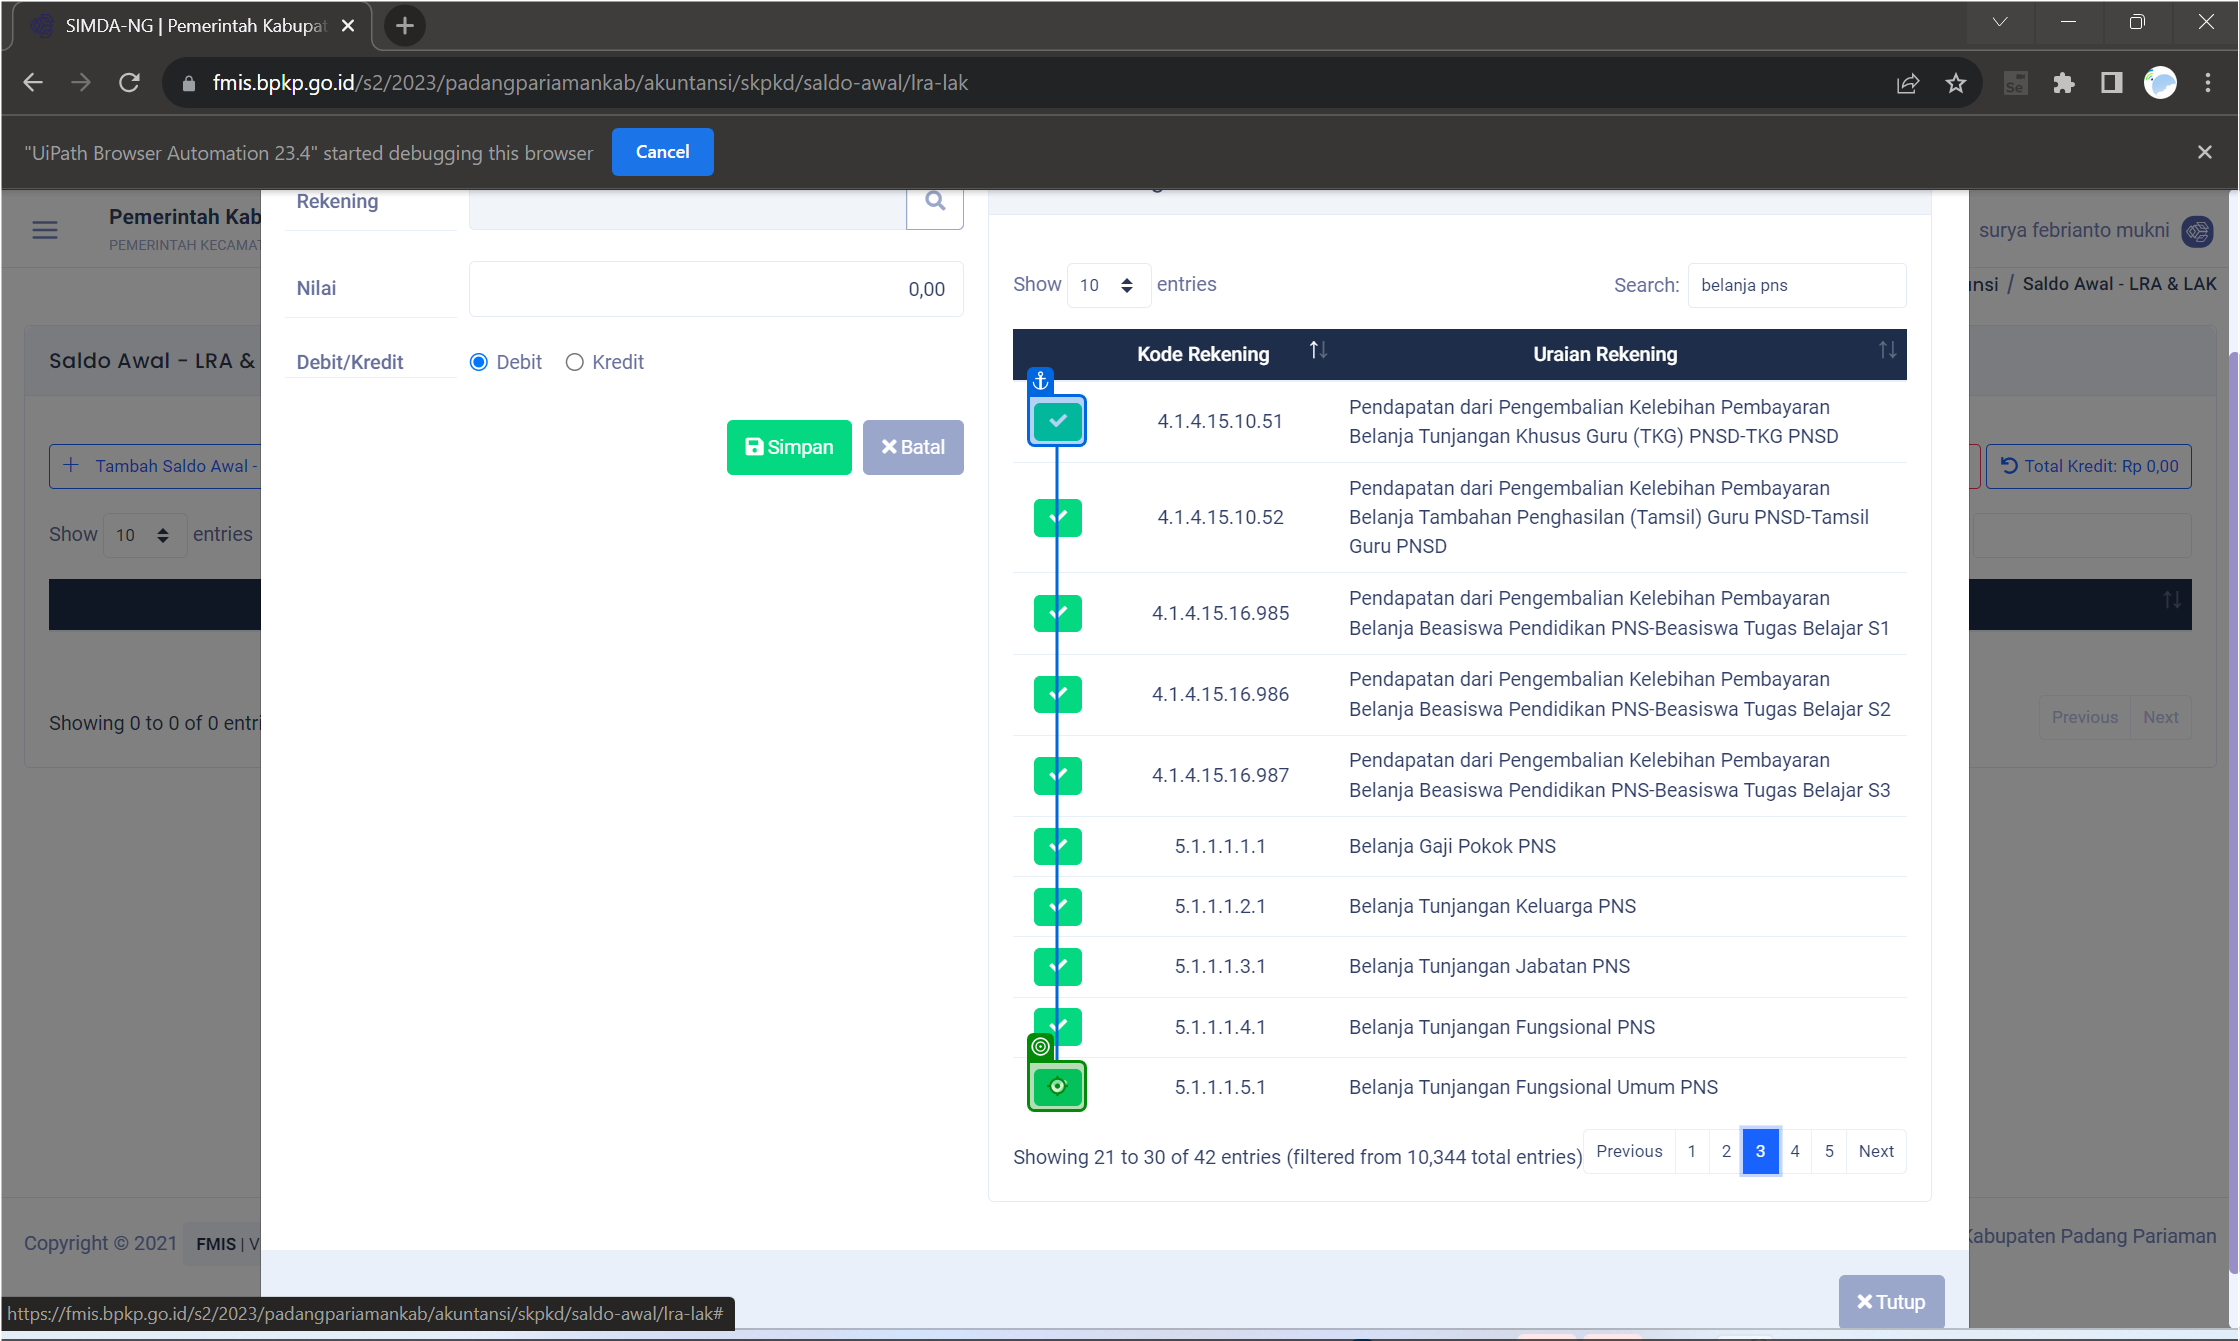 SIMDA-NG | Pemerintah Kabupat
fmis.bpkp.go.id/s2/2023/padangpariamankab/akuntansi/skpkd/saldo-awal/lra-lak
"UiPath Browser Automation 23.4" started debugging this browser
Cancel
Pemerintah Kab
PEMERINTAH KECAMAT
surya febrianto mukni
nsi / Saldo Awal - LRA & LAK
Saldo Awal - LRA &
+ Tambah Saldo Awal -
Total Kredit: Rp 0,00
Show 10 entries
Showing 0 to 0 of 0 entri
Previous Next
Rekening
Nilai 0,00
Debit/Kredit Debit Kredit
Simpan Batal
Show 10 entries
Search: belanja pns
Kode Rekening Uraian Rekening
4.1.4.15.10.51 Pendapatan dari Pengembalian Kelebihan Pembayaran
Belanja Tunjangan Khusus Guru (TKG) PNSD-TKG PNSD
4.1.4.15.10.52 Pendapatan dari Pengembalian Kelebihan Pembayaran
Belanja Tambahan Penghasilan (Tamsil) Guru PNSD-Tamsil
Guru PNSD
4.1.4.15.16.985 Pendapatan dari Pengembalian Kelebihan Pembayaran
Belanja Beasiswa Pendidikan PNS-Beasiswa Tugas Belajar S1
4.1.4.15.16.986 Pendapatan dari Pengembalian Kelebihan Pembayaran
Belanja Beasiswa Pendidikan PNS-Beasiswa Tugas Belajar S2
4.1.4.15.16.987 Pendapatan dari Pengembalian Kelebihan Pembayaran
Belanja Beasiswa Pendidikan PNS-Beasiswa Tugas Belajar S3
5.1.1.1.1.1 Belanja Gaji Pokok PNS
5.1.1.1.2.1 Belanja Tunjangan Keluarga PNS
5.1.1.1.3.1 Belanja Tunjangan Jabatan PNS
5.1.1.1.4.1 Belanja Tunjangan Fungsional PNS
5.1.1.1.5.1 Belanja Tunjangan Fungsional Umum PNS
Showing 21 to 30 of 42 entries (filtered from 10,344 total entries)
Previous 1 2 3 4 5 Next
Copyright © 2021 FMIS | V
Kabupaten Padang Pariaman
Tutup
https://fmis.bpkp.go.id/s2/2023/padangpariamankab/akuntansi/skpkd/saldo-awal/lra-lak#